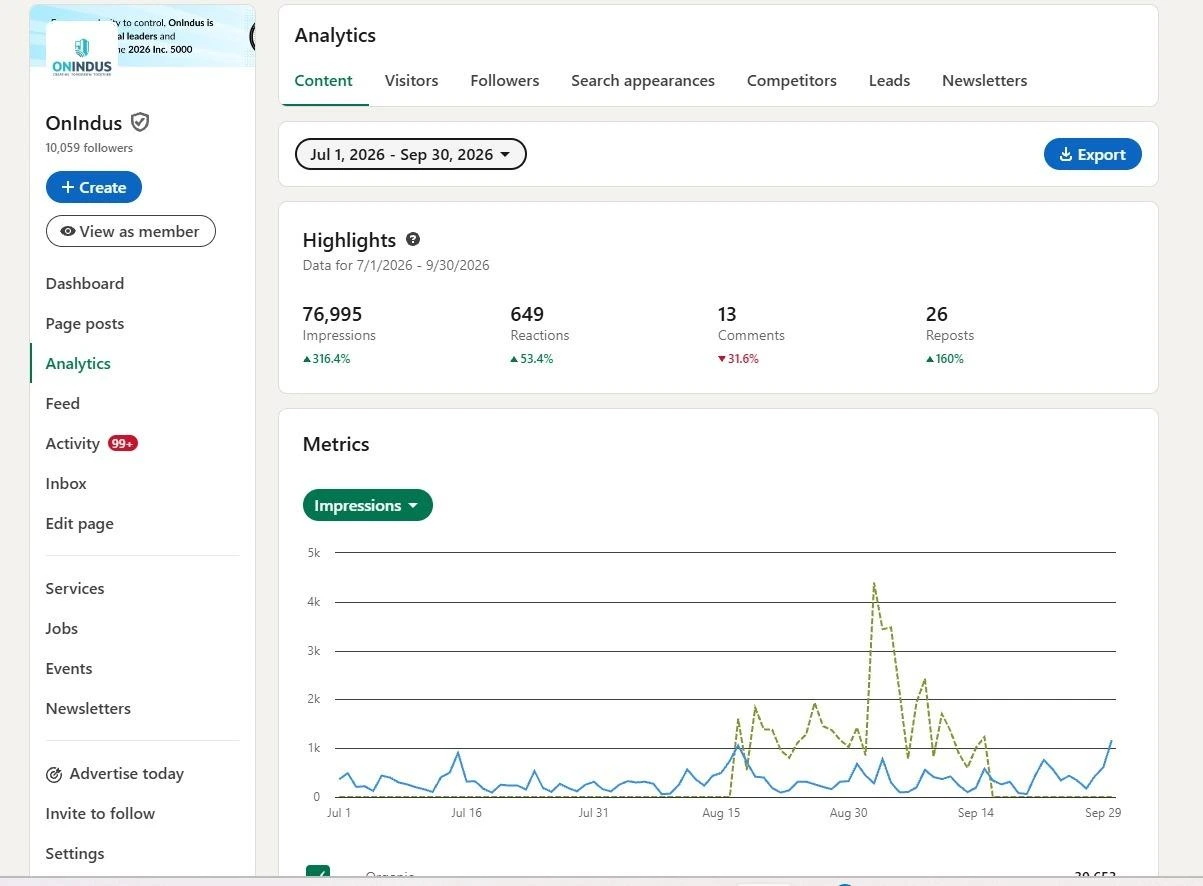 ty to control, OnIndus is
al leaders and
e 2026 Inc. 5000
ONINDUS
CREATING TOMORROW TOGETHER
OnIndus
10,059 followers
+ Create
View as member
Dashboard
Page posts
Analytics
Feed
Activity 99+
Inbox
Edit page
Services
Jobs
Events
Newsletters
Advertise today
Invite to follow
Settings
Analytics
Content Visitors Followers Search appearances Competitors Leads Newsletters
Jul 1, 2026 - Sep 30, 2026
Export
Highlights
Data for 7/1/2026 - 9/30/2026
76,995 649 13 26
Impressions Reactions Comments Reposts
316.4% 53.4% 31.6% 160%
Metrics
Impressions
5k
4k
3k
2k
1k
0
Jul 1 Jul 16 Jul 31 Aug 15 Aug 30 Sep 14 Sep 29
Organic